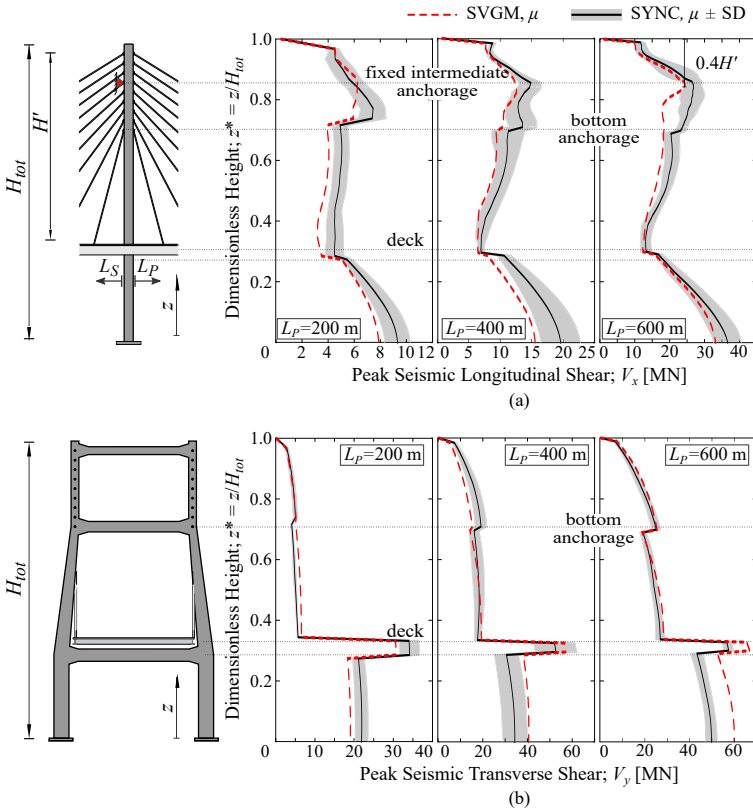 SVGM, μ
SYNC, μ ± SD
(a)
H_tot
H'
L_S
L_P
z
Dimensionless Height; z* = z/H_tot
1.0
0.8
0.6
0.4
0.2
0
fixed intermediate
anchorage
bottom
anchorage
0.4H'
deck
L_P=200 m
L_P=400 m
L_P=600 m
0 2 4 6 8 10 12
0 5 10 15 20
0 10 20 30 40
Peak Seismic Longitudinal Shear; V_x [MN]
(a)
H_tot
z
Dimensionless Height; z* = z/H_tot
1.0
0.8
0.6
0.4
0.2
L_P=200 m
L_P=400 m
L_P=600 m
bottom
anchorage
deck
0 10 20 30 40
0 20 40 60
0 20 40 60
Peak Seismic Transverse Shear; V_y [MN]
(b)